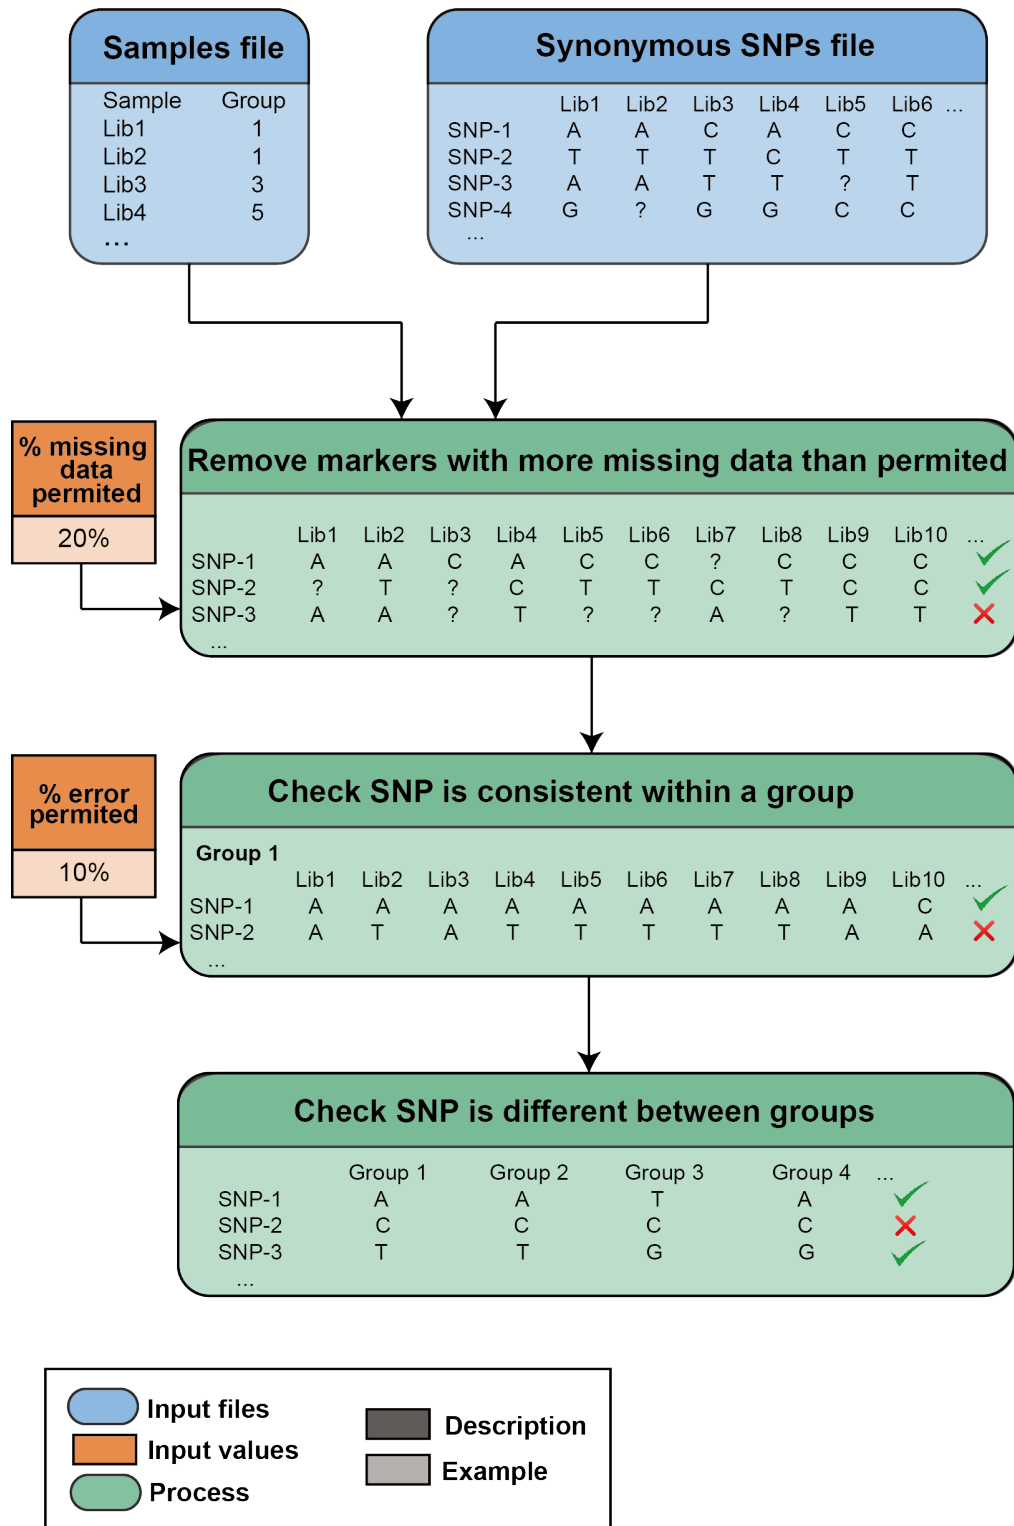 Samples file
Sample Group
Lib1 1
Lib2 1
Lib3 3
Lib4 5
...
Synonymous SNPs file
Lib1 Lib2 Lib3 Lib4 Lib5 Lib6 ...
SNP-1 A A C A C C
SNP-2 T T T C T T
SNP-3 A A T T ? T
SNP-4 G ? G G C C
...
% missing
data
permited
20%
Remove markers with more missing data than permited
Lib1 Lib2 Lib3 Lib4 Lib5 Lib6 Lib7 Lib8 Lib9 Lib10 ...
SNP-1 A A C A C C ? C C C
SNP-2 ? T ? C T T C T C C
SNP-3 A A ? T ? ? A ? T T
...
% error
permited
10%
Check SNP is consistent within a group
Group 1
Lib1 Lib2 Lib3 Lib4 Lib5 Lib6 Lib7 Lib8 Lib9 Lib10 ...
SNP-1 A A A A A A A A A C
SNP-2 A T A T T T T T A A
...
Check SNP is different between groups
Group 1 Group 2 Group 3 Group 4 ...
SNP-1 A A T A
SNP-2 C C C C
SNP-3 T T G G
...
Input files
Input values
Process
Description
Example